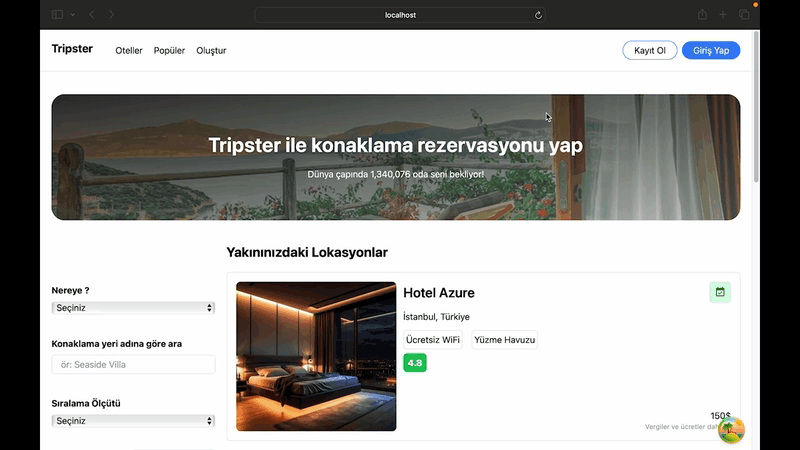 localhost
Tripster
Oteller
Popüler
Oluştur
Kayıt Ol
Giriş Yap
Tripster ile konaklama rezervasyonu yap
Dünya çapında 1,340,076 oda seni bekliyor!
Yakınınızdaki Lokasyonlar
Nereye ?
Seçiniz
Konaklama yeri adına göre ara
ör: Seaside Villa
Sıralama Ölçütü
Seçiniz
Hotel Azure
İstanbul, Türkiye
Ücretsiz WiFi
Yüzme Havuzu
4.8
150$
Vergiler ve ücretler